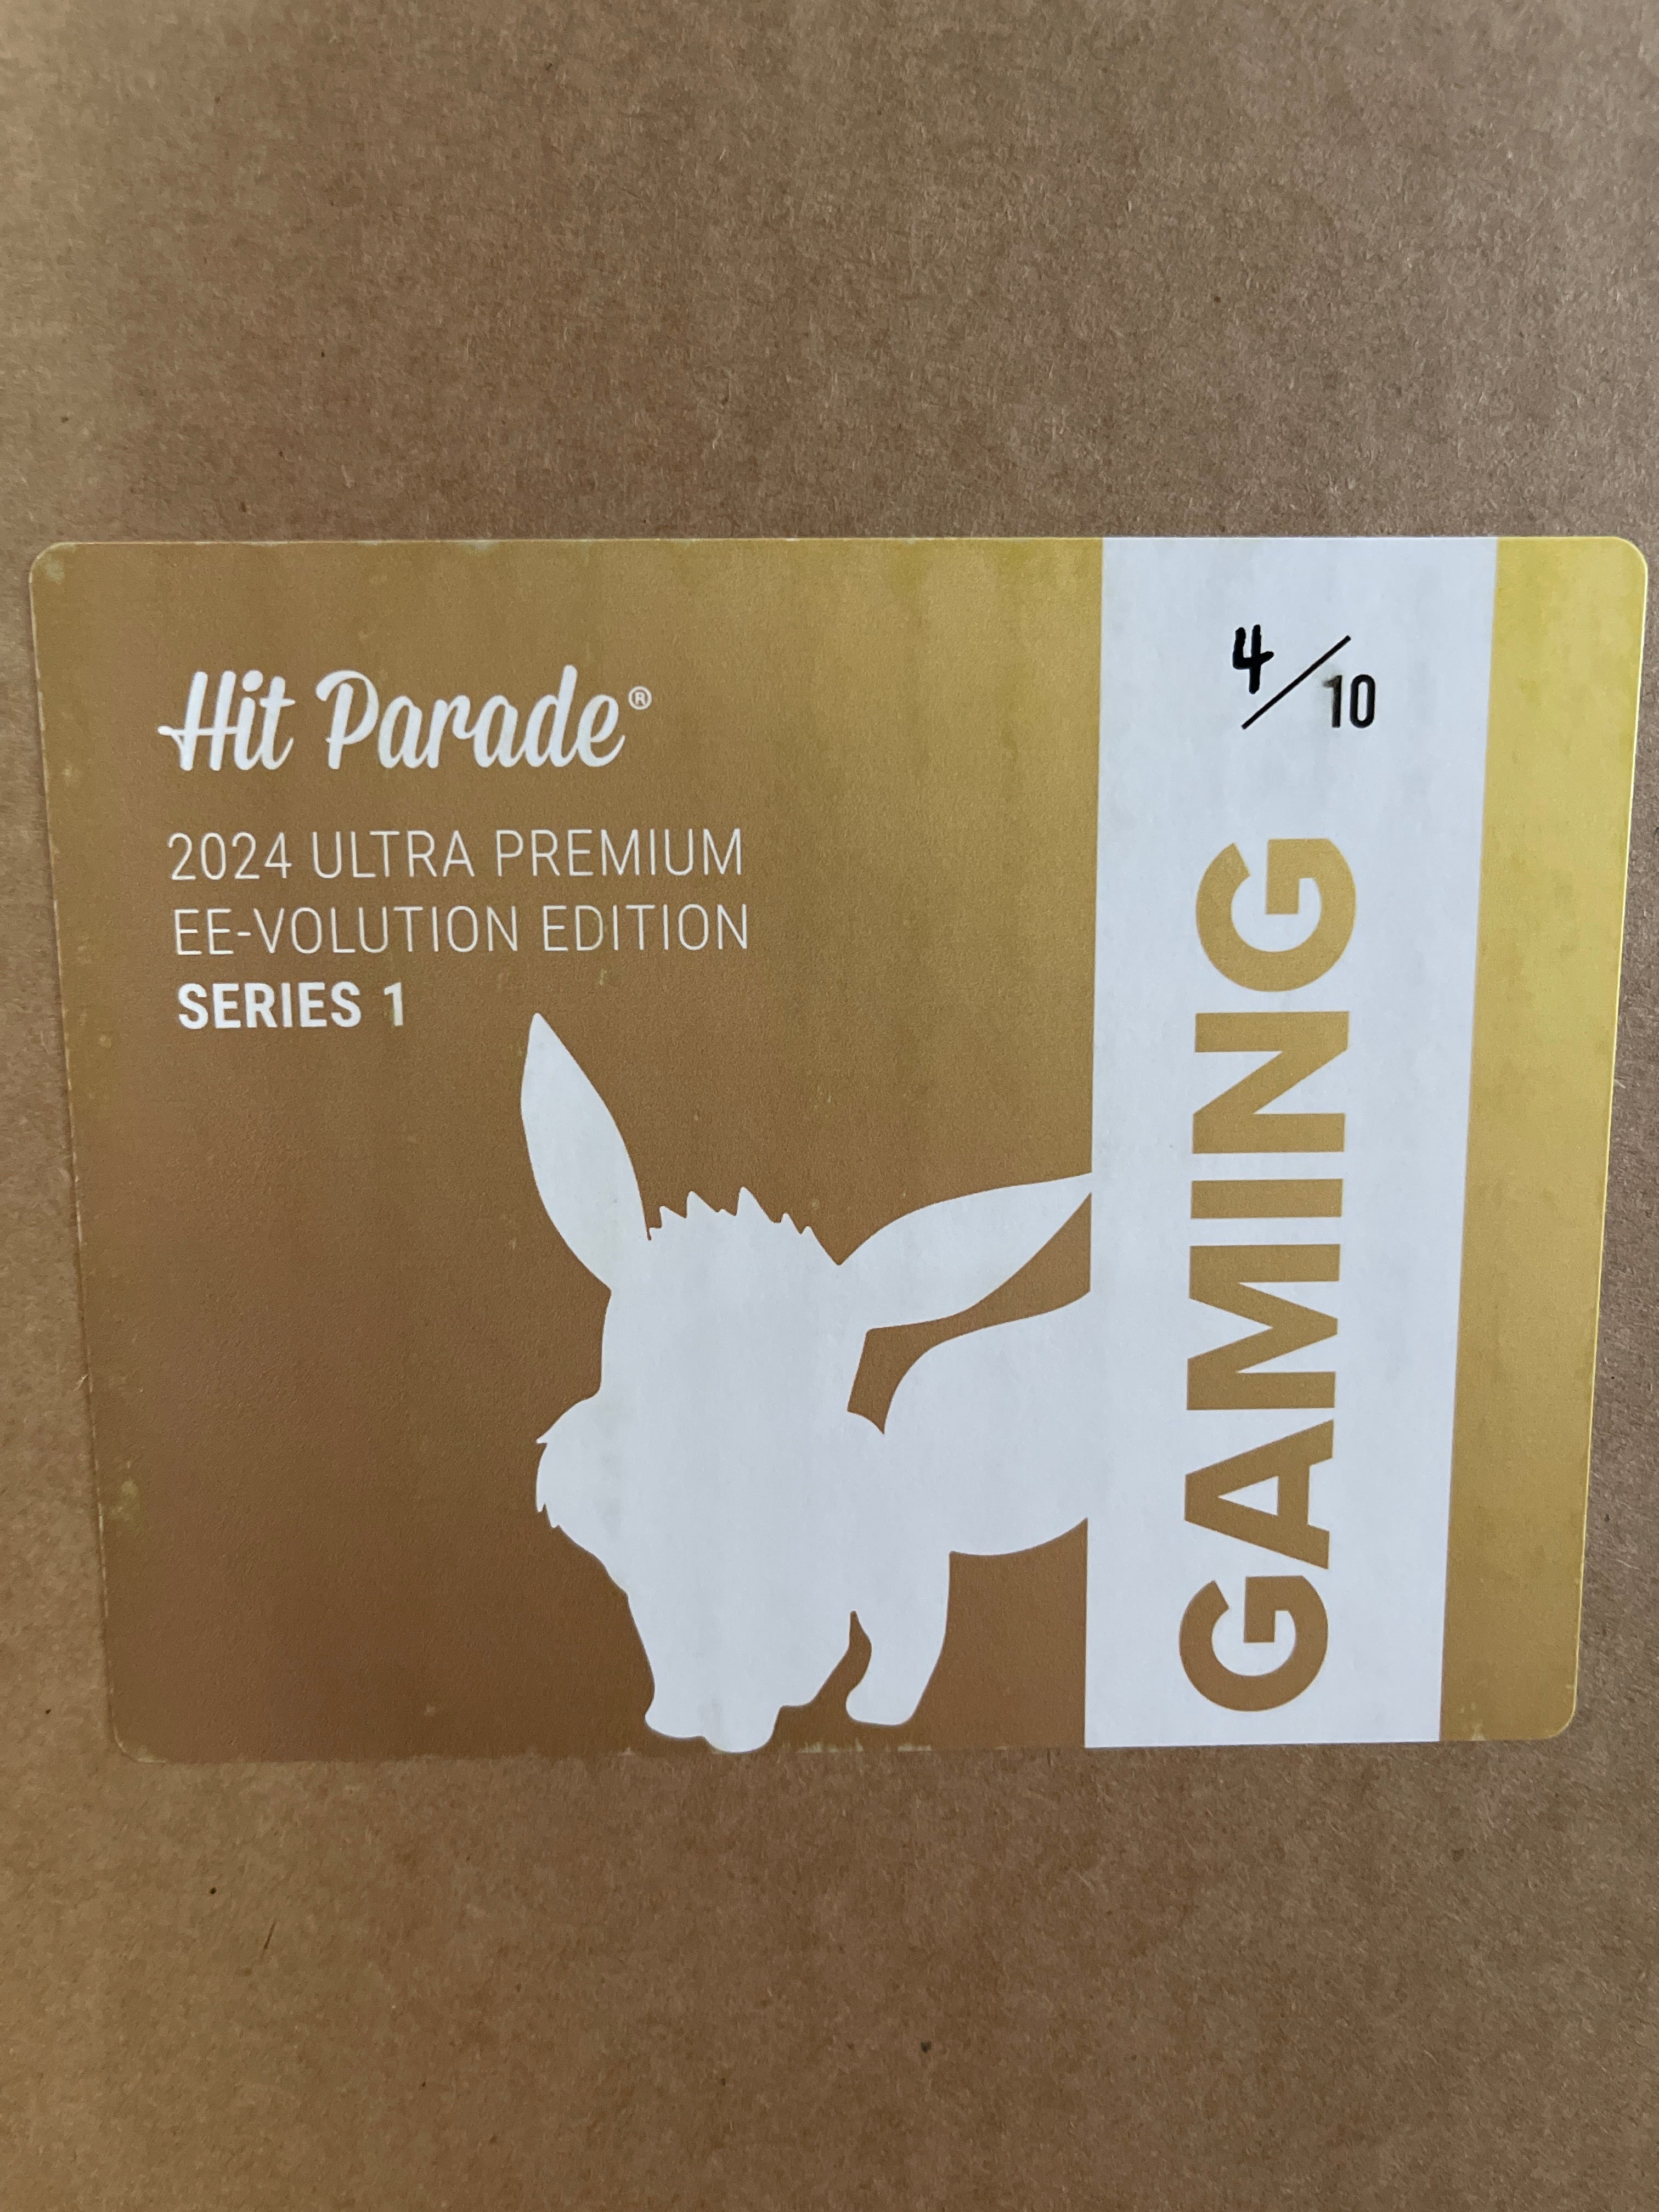 Hit Parade®
2024 ULTRA PREMIUM
EE-VOLUTION EDITION
SERIES 1
4/10
GAMING